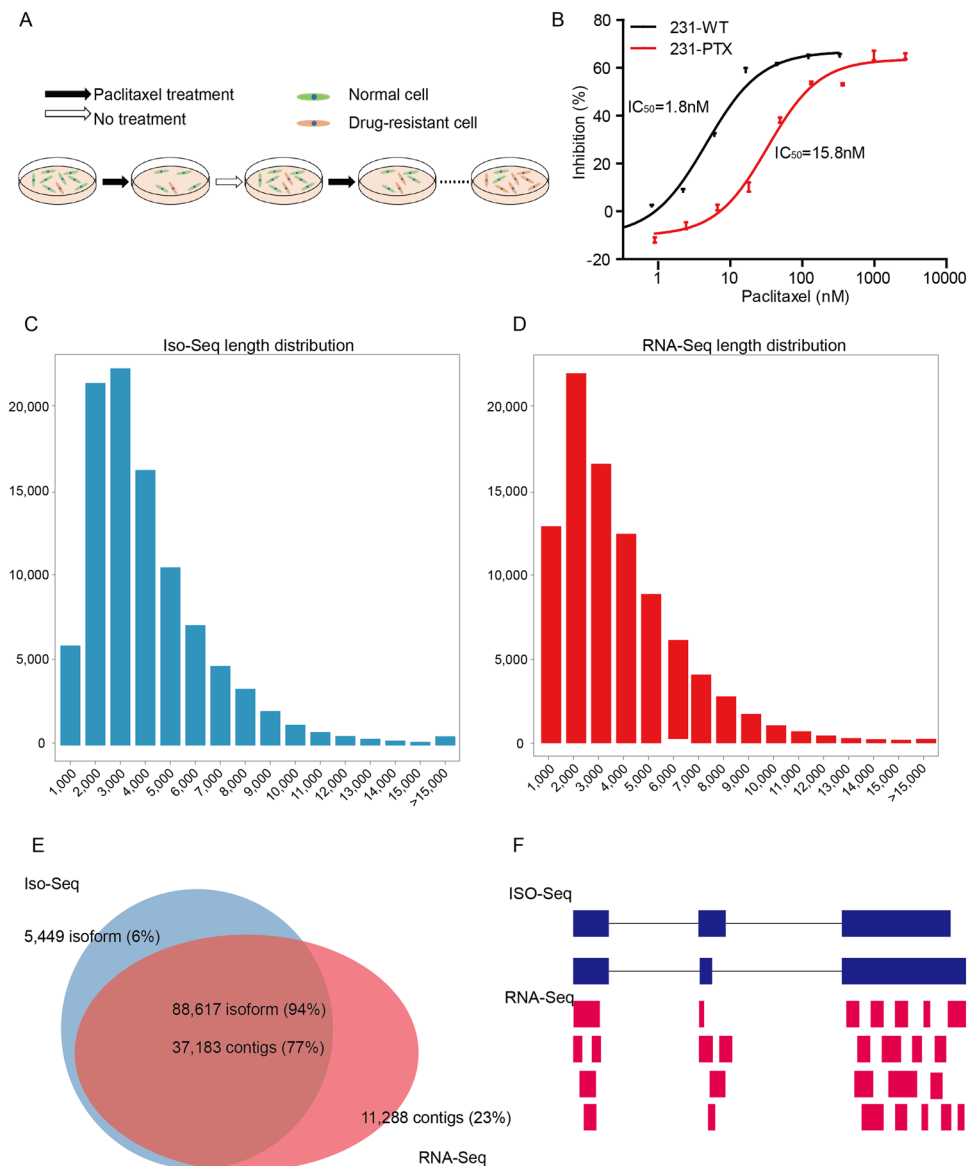 A
Paclitaxel treatment
No treatment
Normal cell
Drug-resistant cell
B
231-WT
231-PTX
IC50=1.8nM
IC50=15.8nM
Inhibition (%)
60
40
20
0
-20
1 10 100 1000 10000
Paclitaxel (nM)
C
Iso-Seq length distribution
20,000
15,000
10,000
5,000
0
1,000 2,000 3,000 4,000 5,000 6,000 7,000 8,000 9,000 10,000 11,000 12,000 13,000 14,000 15,000 >15,000
D
RNA-Seq length distribution
20,000
15,000
10,000
5,000
0
1,000 2,000 3,000 4,000 5,000 6,000 7,000 8,000 9,000 10,000 11,000 12,000 13,000 14,000 15,000 >15,000
E
Iso-Seq
5,449 isoform (6%)
88,617 isoform (94%)
37,183 contigs (77%)
11,288 contigs (23%)
RNA-Seq
F
ISO-Seq
RNA-Seq